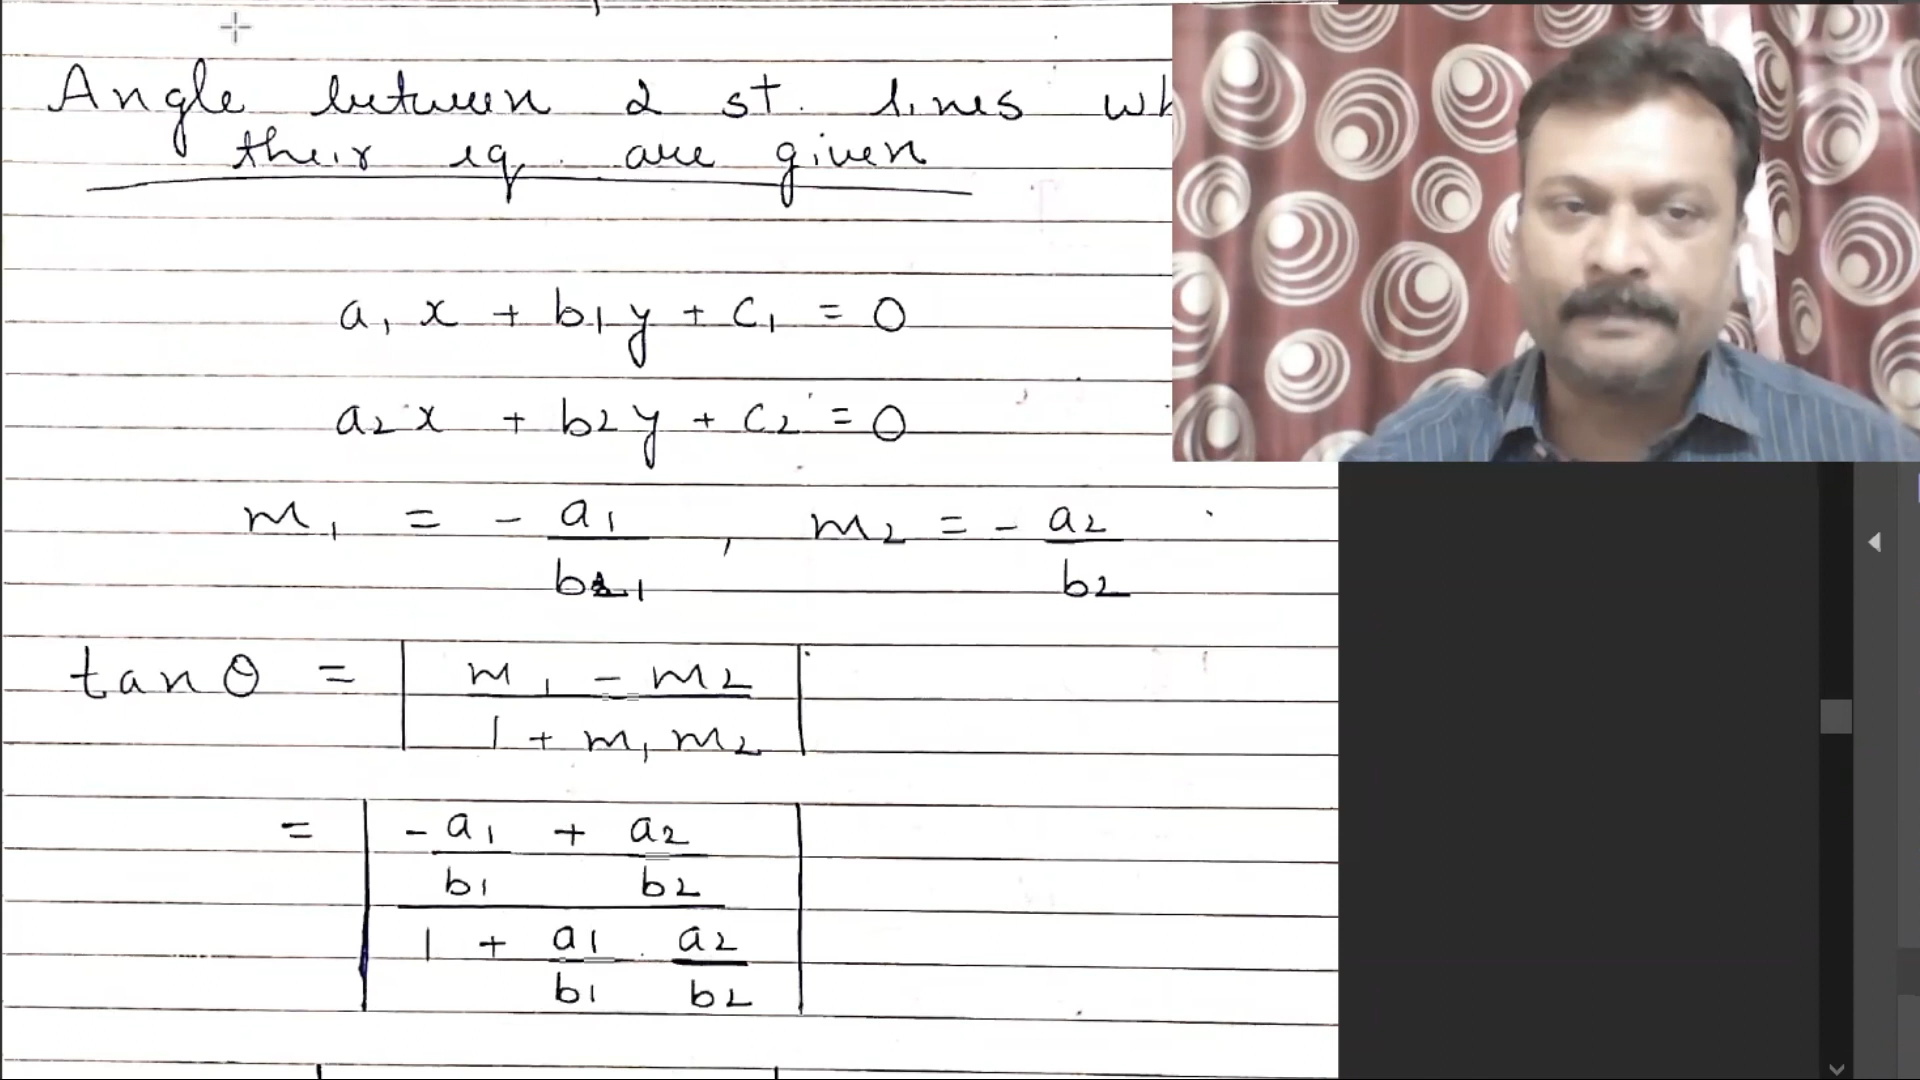 Angle between 2 st. lines
their eq. are given
a₁x + b₁y + c₁ = 0
a₂x + b₂y + c₂ = 0
m₁ = - a₁/b₁ , m₂ = - a₂/b₂
tan θ = | (m₁ - m₂)/(1 + m₁m₂) |
= | (-a₁/b₁ + a₂/b₂)/(1 + a₁/b₁ · a₂/b₂) |